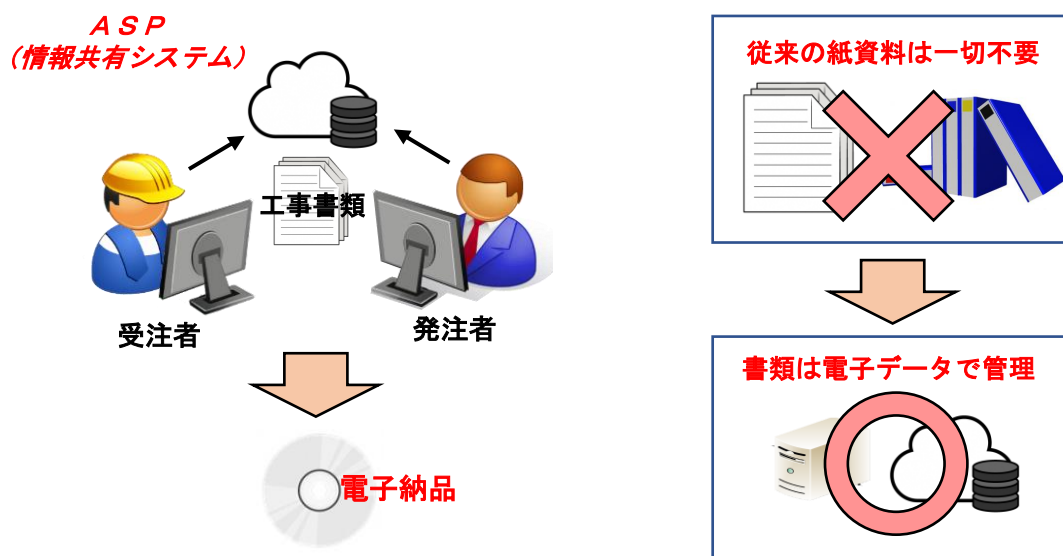 ＡＳＰ
（情報共有システム）
工事書類
受注者
発注者
電子納品
従来の紙資料は一切不要
書類は電子データで管理